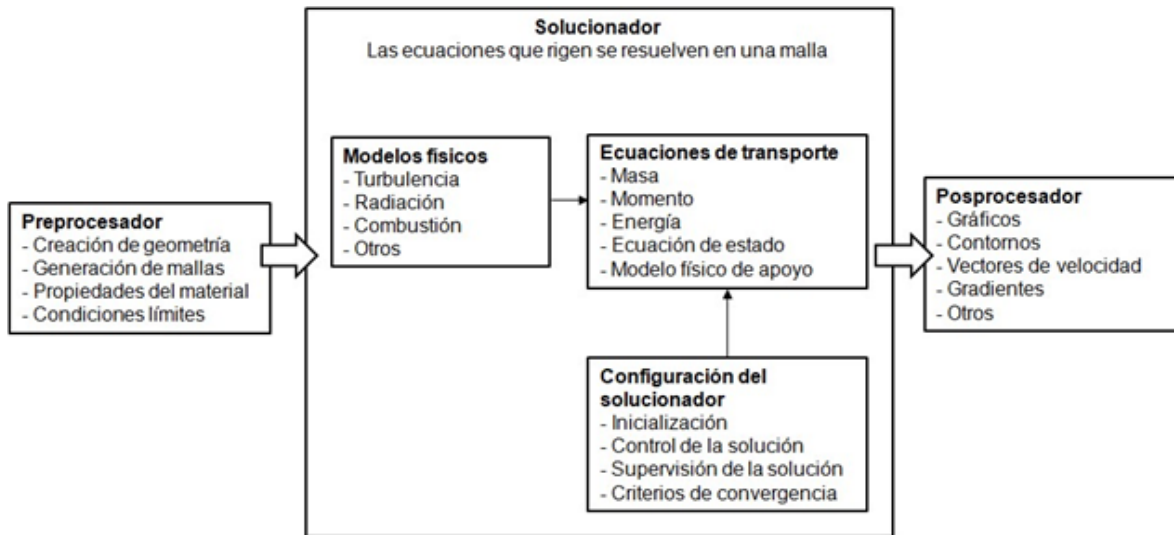 Solucionador
Las ecuaciones que rigen se resuelven en una malla
Preprocesador
- Creación de geometría
- Generación de mallas
- Propiedades del material
- Condiciones límites
Modelos físicos
- Turbulencia
- Radiación
- Combustión
- Otros
Ecuaciones de transporte
- Masa
- Momento
- Energía
- Ecuación de estado
- Modelo físico de apoyo
Configuración del
solucionador
- Inicialización
- Control de la solución
- Supervisión de la solución
- Criterios de convergencia
Posprocesador
- Gráficos
- Contornos
- Vectores de velocidad
- Gradientes
- Otros